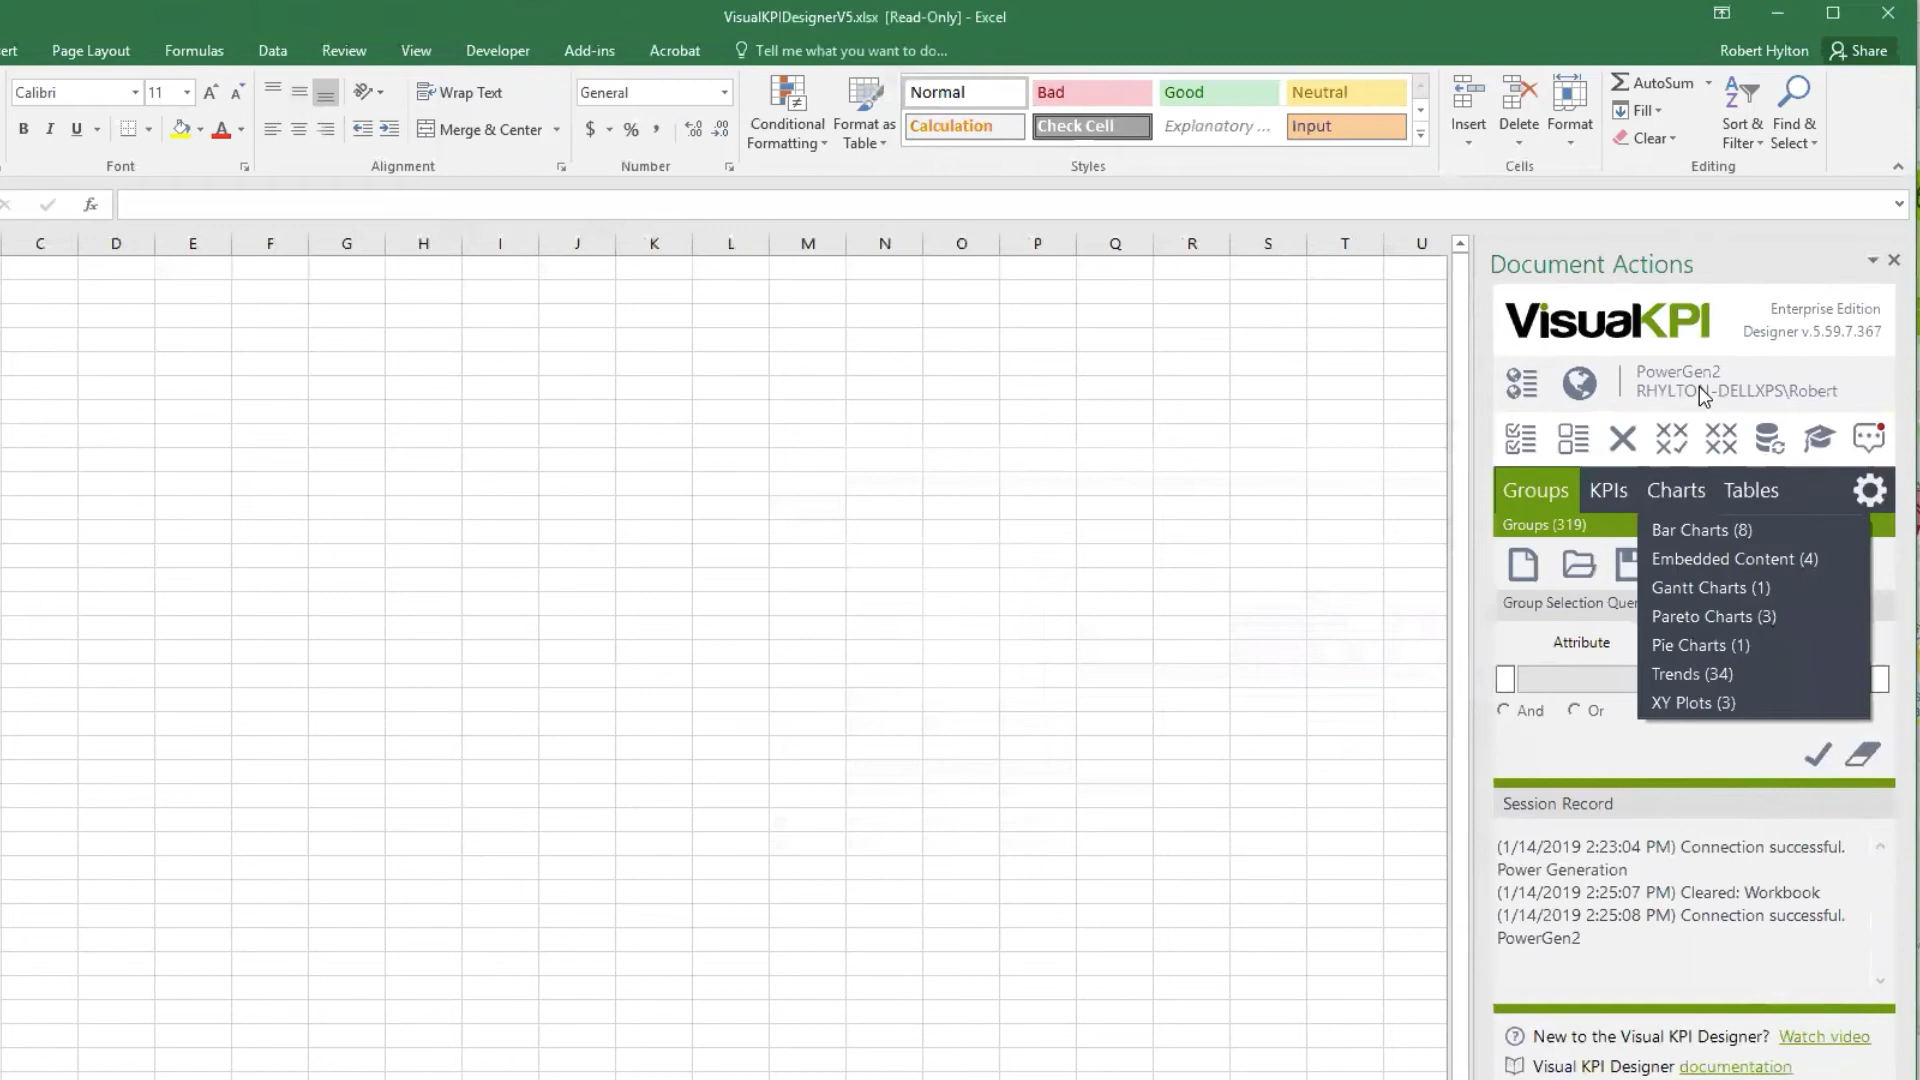 VisualKPIDesignerV5.xlsx [Read-Only] - Excel
ert Page Layout Formulas Data Review View Developer Add-ins Acrobat Tell me what you want to do... Robert Hylton Share
Calibri 11 A A Wrap Text General Normal Bad Good Neutral AutoSum
B I U A Merge & Center $ % , Conditional Formatting Format as Table Calculation Check Cell Explanatory ... Input Insert Delete Format Fill Clear Sort & Filter Find & Select
Font Alignment Number Styles Cells Editing
fx
C D E F G H I J K L M N O P Q R S T U
Document Actions
VisualKPI Enterprise Edition
Designer v.5.59.7.367
PowerGen2
RHYLTON-DELLXPS\Robert
Groups KPIs Charts Tables
Groups (319)
Bar Charts (8)
Embedded Content (4)
Gantt Charts (1)
Group Selection Quer
Pareto Charts (3)
Attribute
Pie Charts (1)
Trends (34)
XY Plots (3)
And Or
Session Record
(1/14/2019 2:23:04 PM) Connection successful.
Power Generation
(1/14/2019 2:25:07 PM) Cleared: Workbook
(1/14/2019 2:25:08 PM) Connection successful.
PowerGen2
New to the Visual KPI Designer? Watch video
Visual KPI Designer documentation